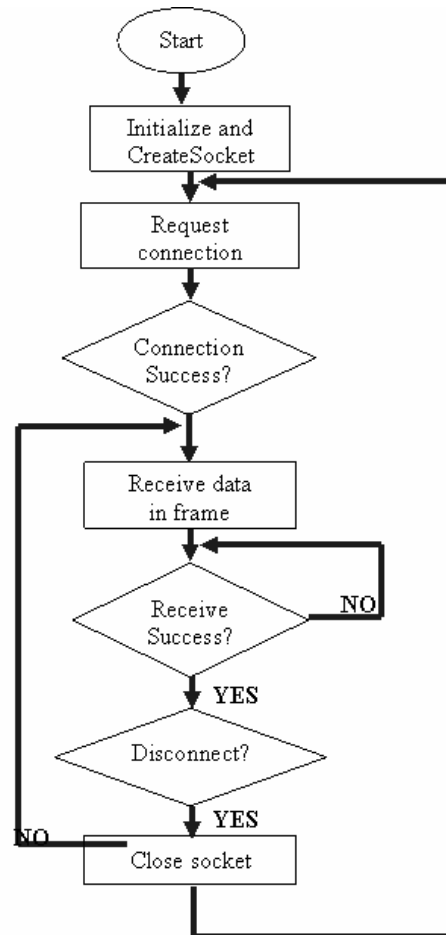 Start
Initialize and
CreateSocket
Request
connection
Connection
Success?
Receive data
in frame
Receive
Success?
NO
YES
Disconnect?
YES
NO
Close socket